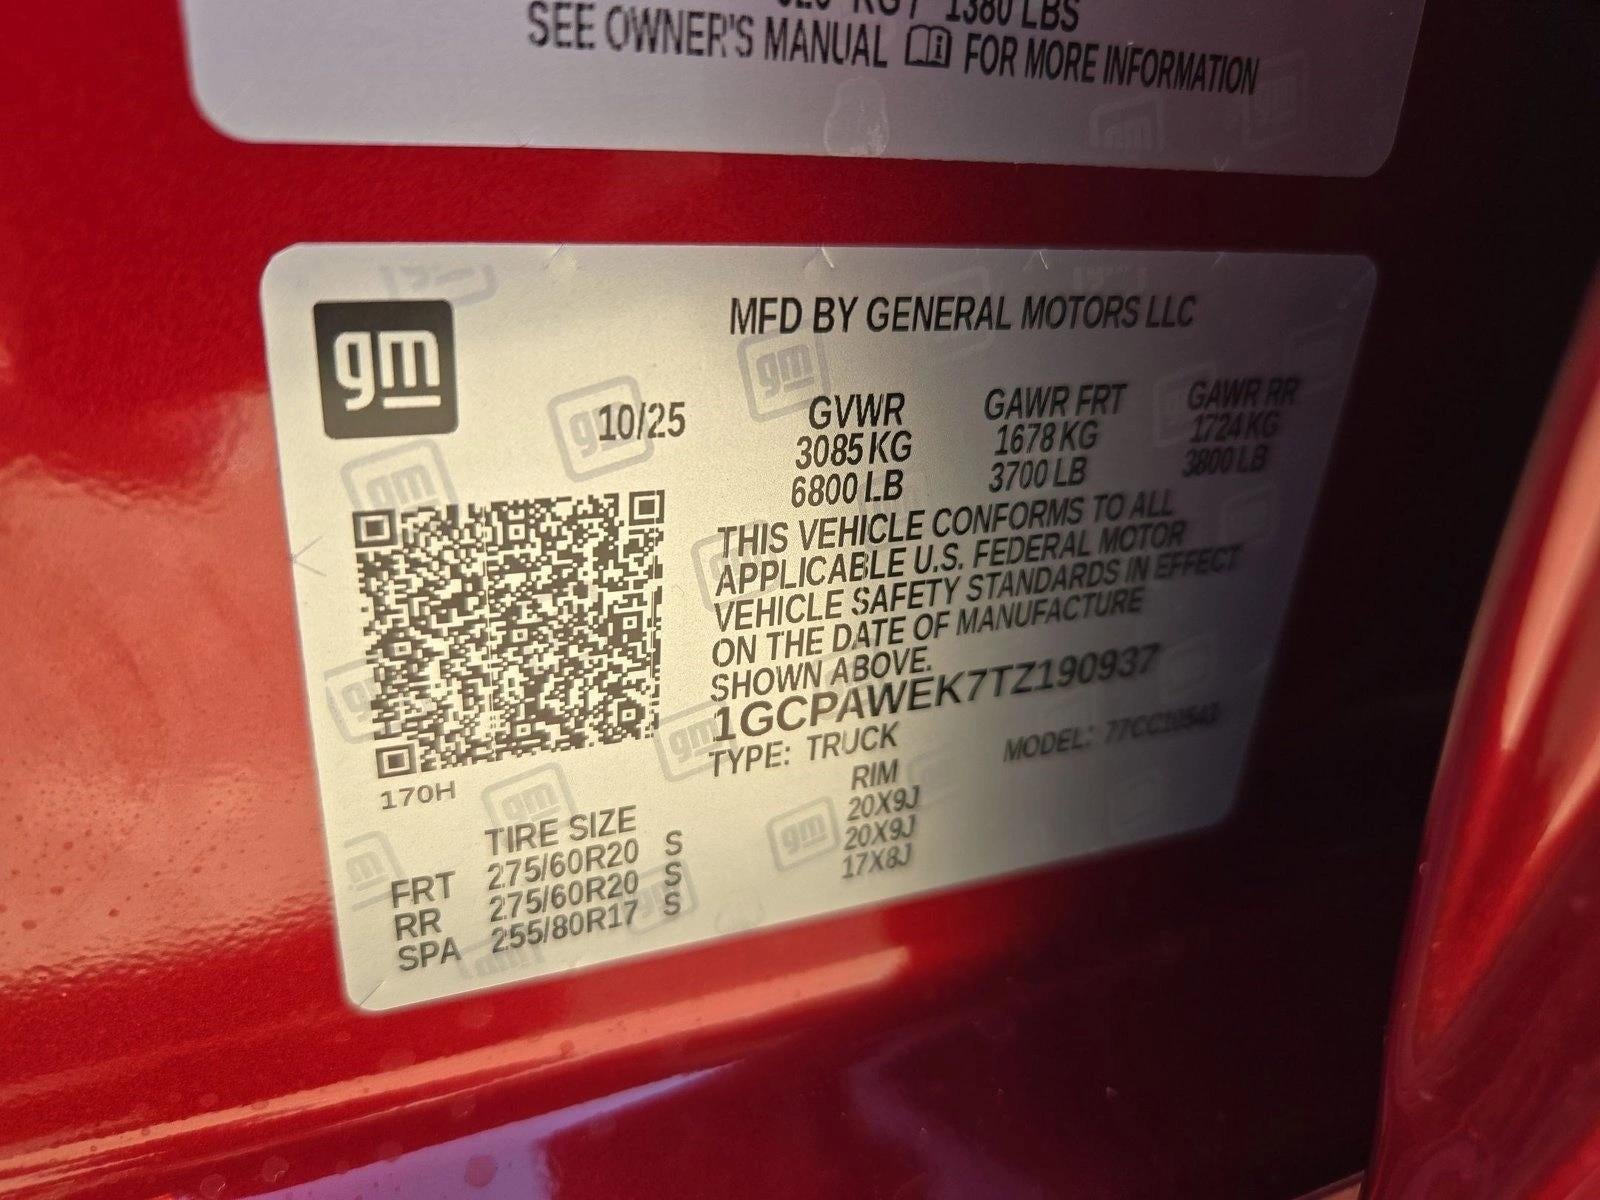 KG / 1380 LBS
SEE OWNER'S MANUAL FOR MORE INFORMATION
gm
MFD BY GENERAL MOTORS LLC
10/25
GVWR GAWR FRT GAWR RR
3085 KG 1678 KG 1724 KG
6800 LB 3700 LB 3800 LB
THIS VEHICLE CONFORMS TO ALL
APPLICABLE U.S. FEDERAL MOTOR
VEHICLE SAFETY STANDARDS IN EFFECT
ON THE DATE OF MANUFACTURE
SHOWN ABOVE.
1GCPAWEK7TZ190937
TYPE: TRUCK MODEL:
170H
TIRE SIZE RIM
FRT 275/60R20 S 20X9J
RR 275/60R20 S 20X9J
SPA 255/80R17 S 17X8J